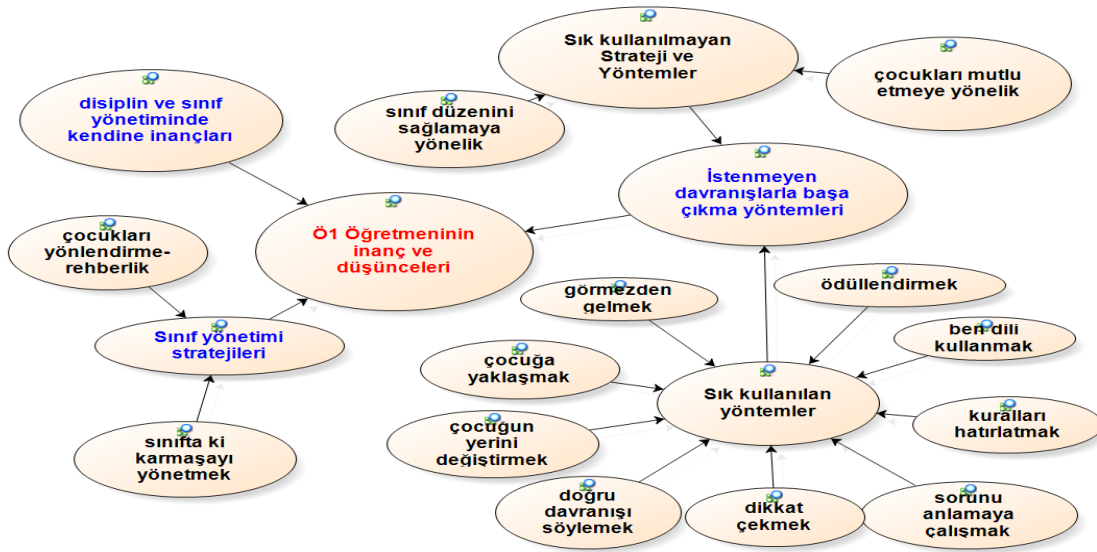 Sık kullanılmayan
Strateji ve
Yöntemler
çocukları mutlu
etmeye yönelik
disiplin ve sınıf
yönetiminde
kendine inançları
sınıf düzenini
sağlamaya
yönelik
İstenmeyen
davranışlarla başa
çıkma yöntemleri
çocukları
yönlendirme-
rehberlik
Ö1 Öğretmeninin
inanç ve
düşünceleri
görmezden
gelmek
ödüllendirmek
Sınıf yönetimi
stratejileri
ben dili
kullanmak
çocuğa
yaklaşmak
Sık kullanılan
yöntemler
kuralları
hatırlatmak
çocuğun
yerini
değiştirmek
sınıfta ki
karmaşayı
yönetmek
doğru
davranışı
söylemek
dikkat
çekmek
sorunu
anlamaya
çalışmak